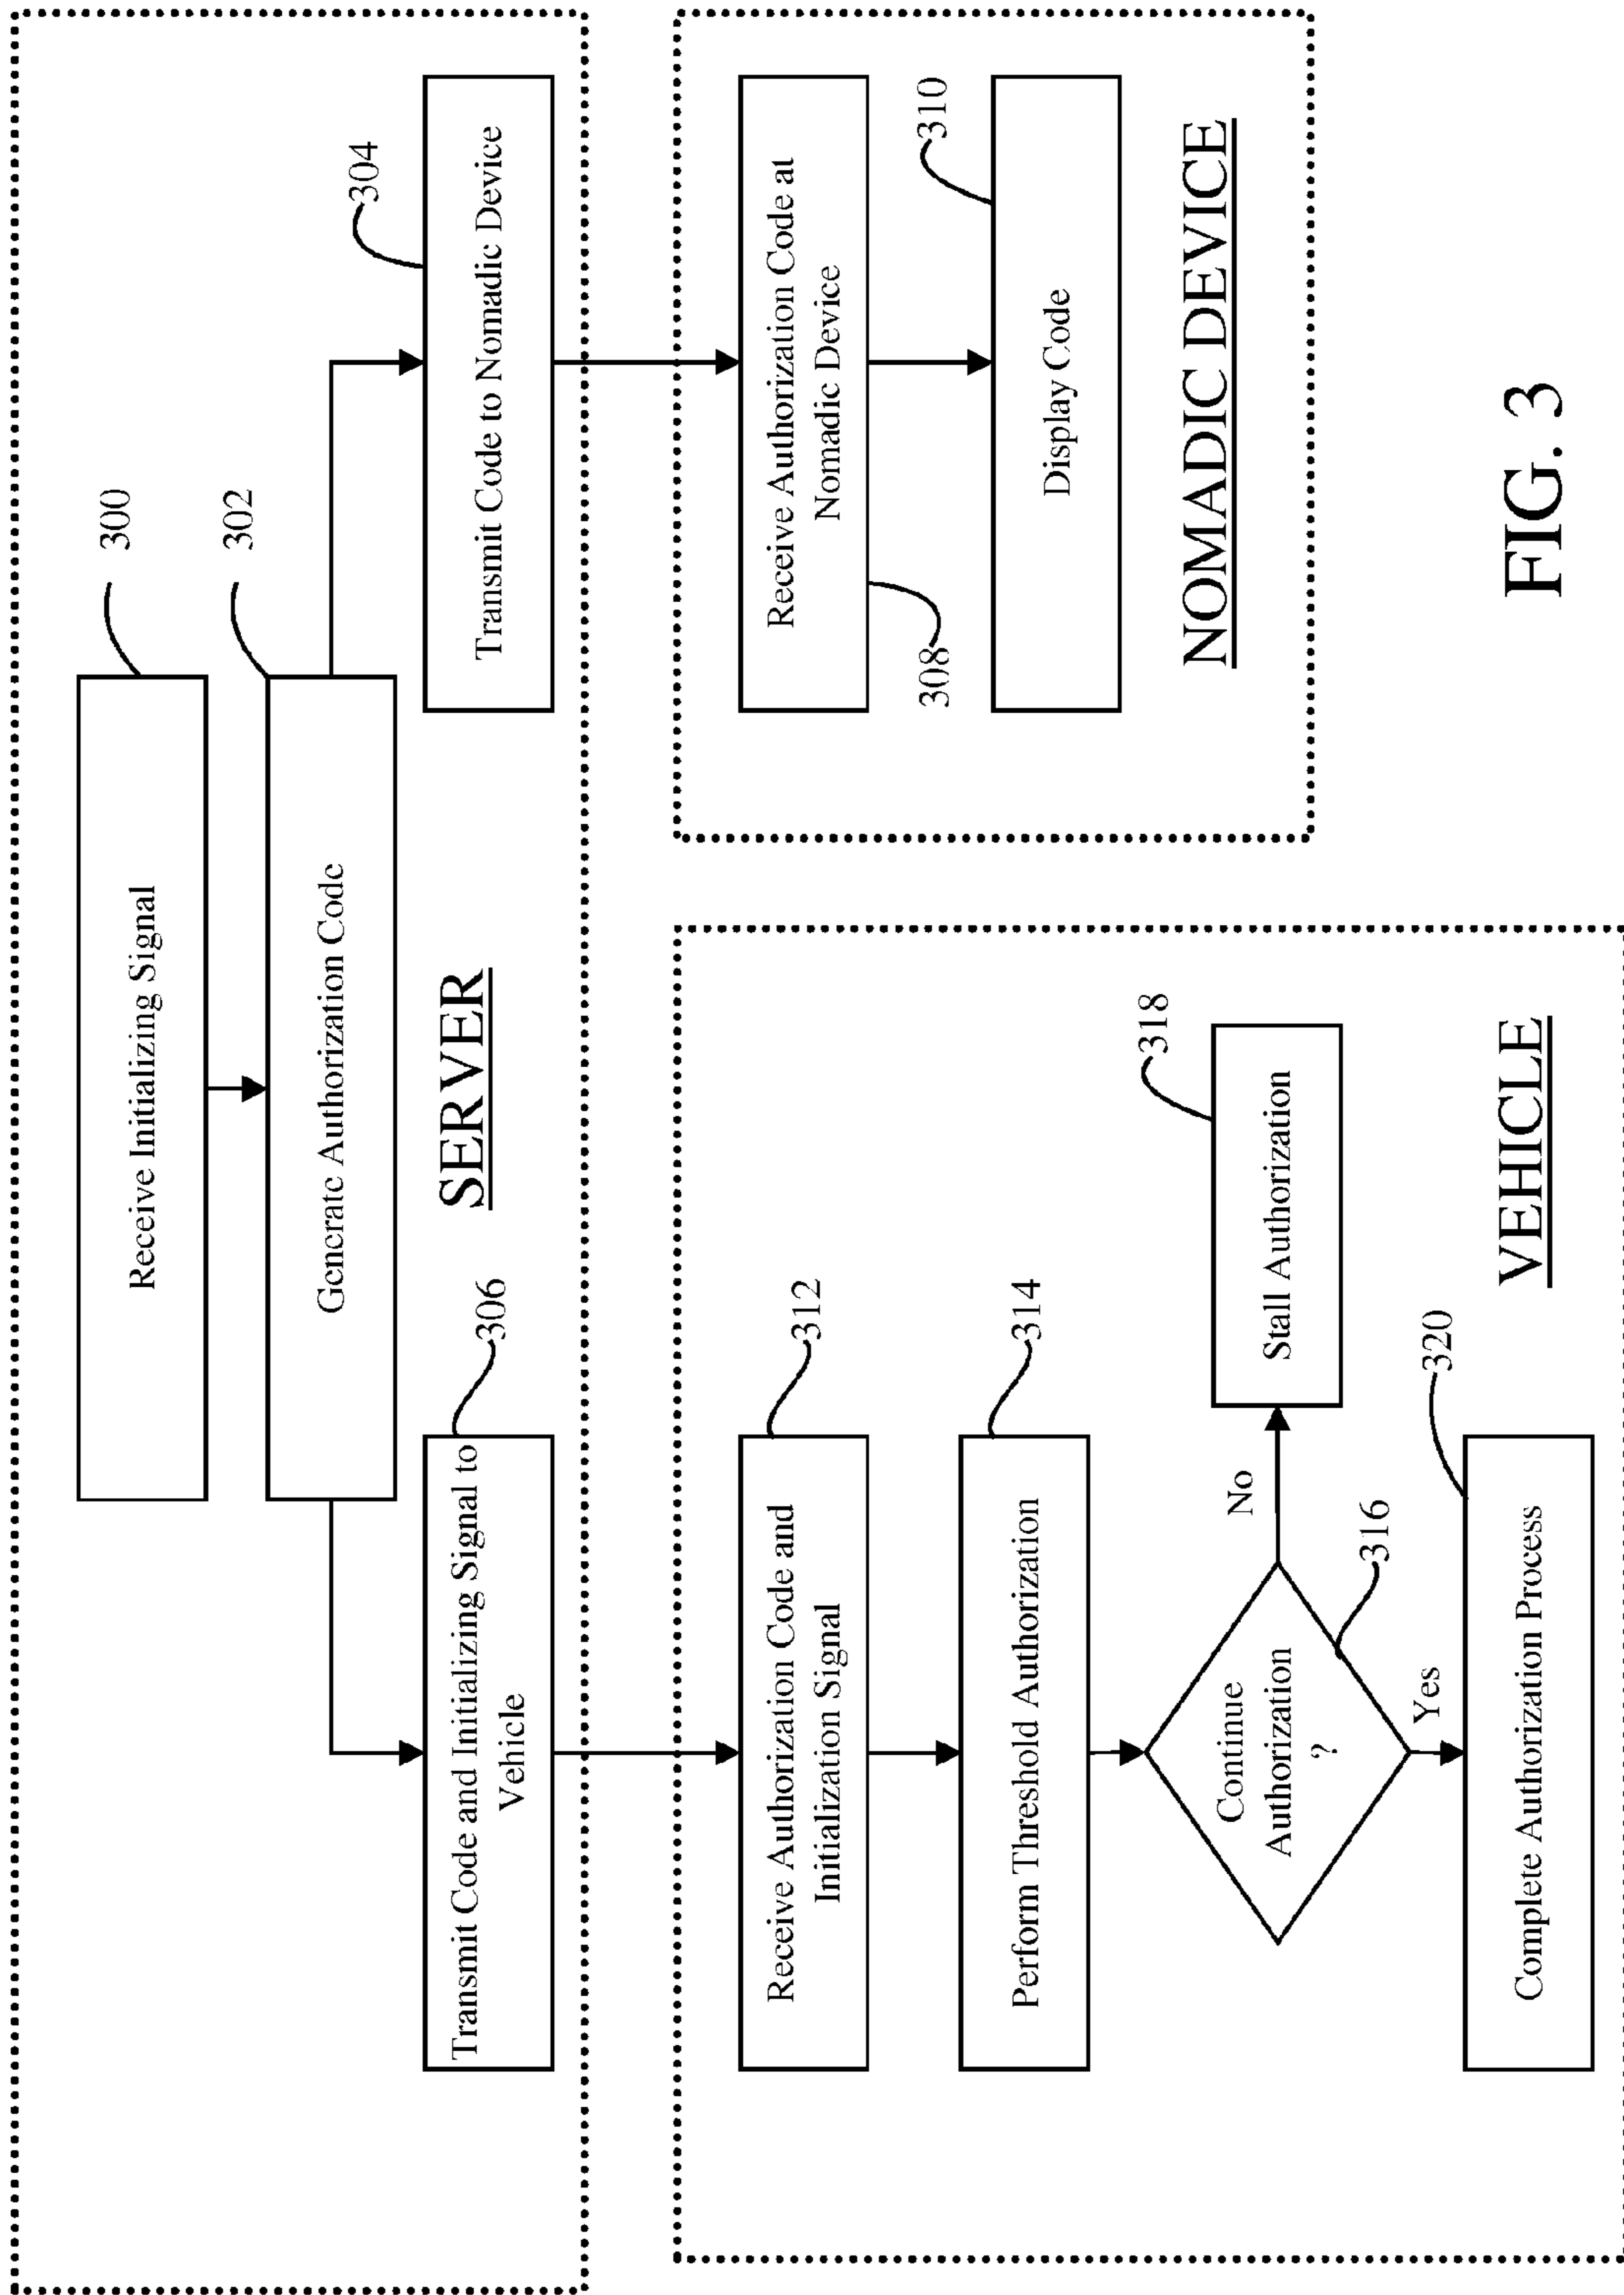 Receive Initializing Signal
300
Generate Authorization Code
302
SERVER
Transmit Code and Initializing Signal to
Vehicle
306
Transmit Code to Nomadic Device
304
Receive Authorization Code and
Initialization Signal
312
Perform Threshold Authorization
314
Continue
Authorization
?
316
No
Stall Authorization
318
Yes
Complete Authorization Process
320
VEHICLE
Receive Authorization Code at
Nomadic Device
308
Display Code
310
NOMADIC DEVICE
FIG. 3